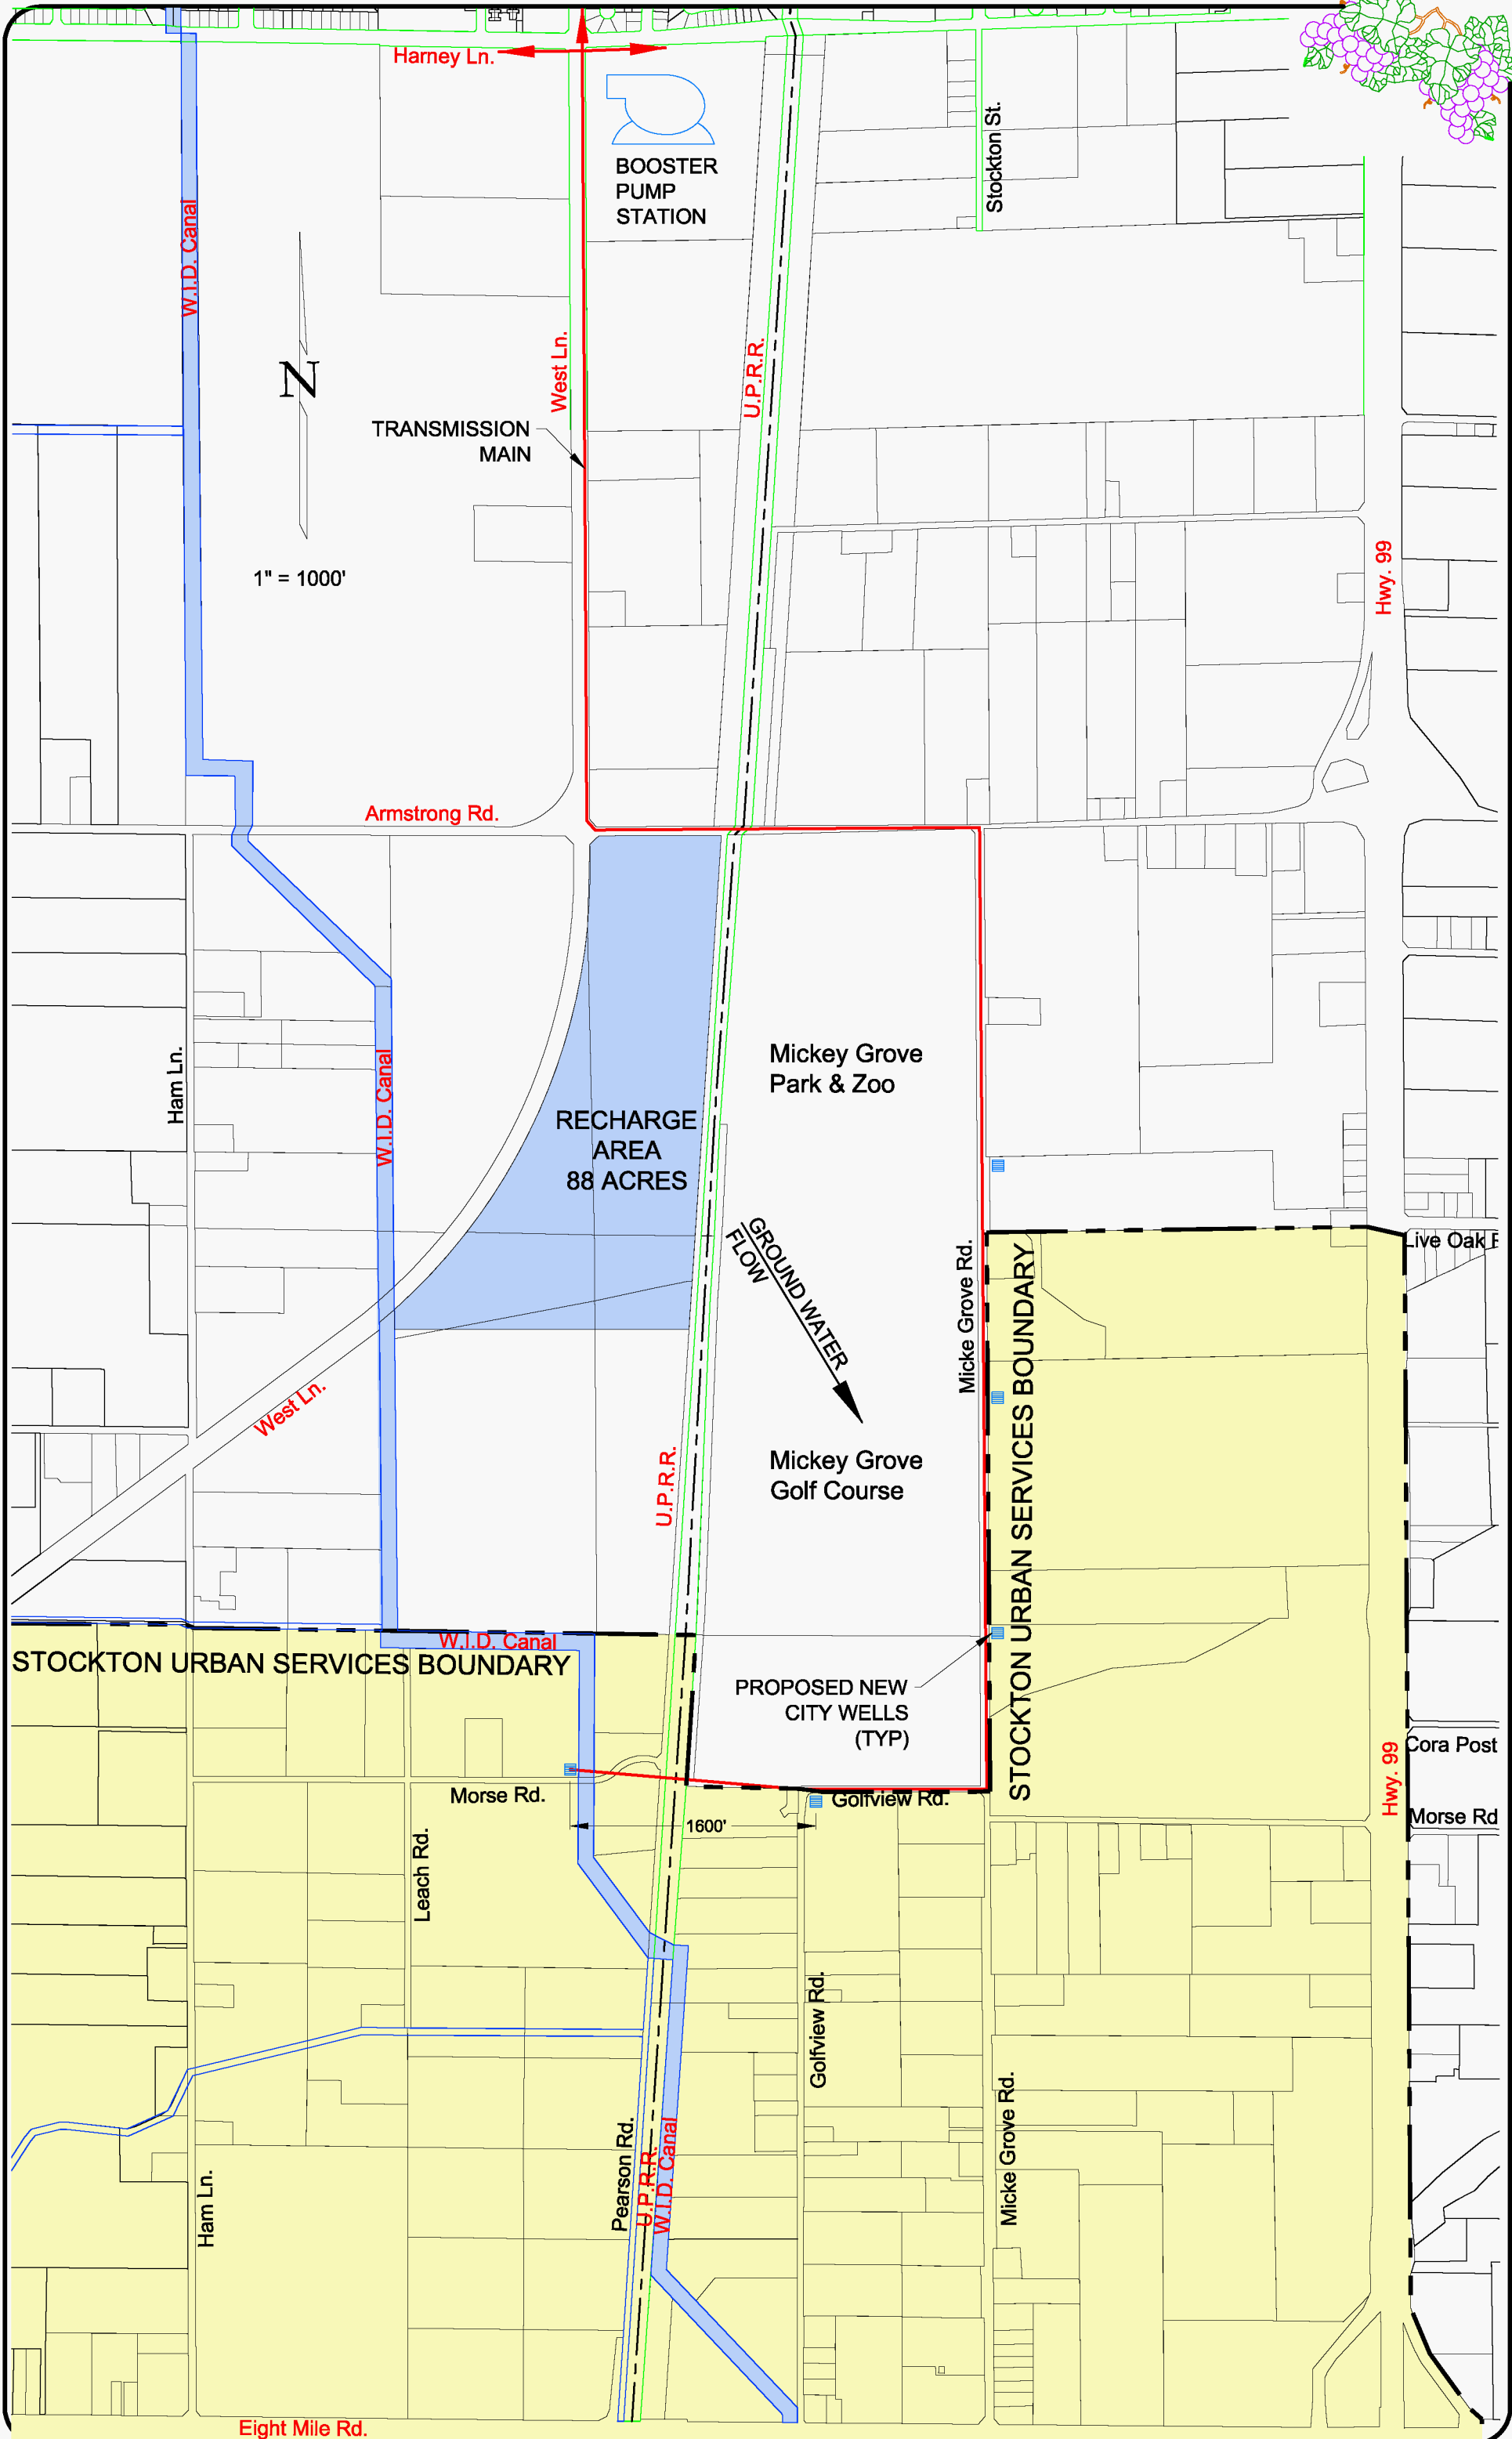 Harney Ln.
BOOSTER
PUMP
STATION
Stockton St.
W.I.D. Canal
N
West Ln.
U.P.R.R.
TRANSMISSION
MAIN
1" = 1000'
Hwy. 99
Armstrong Rd.
Ham Ln.
W.I.D. Canal
Mickey Grove
Park & Zoo
RECHARGE
AREA
88 ACRES
GROUND WATER
FLOW
Micke Grove Rd.
STOCKTON URBAN SERVICES BOUNDARY
Live Oak
West Ln.
U.P.R.R.
Mickey Grove
Golf Course
W.I.D. Canal
STOCKTON URBAN SERVICES BOUNDARY
PROPOSED NEW
CITY WELLS
(TYP)
Hwy. 99
Cora Post
Morse Rd.
Golfview Rd.
Morse Rd
1600'
Leach Rd.
Golfview Rd.
Micke Grove Rd.
Pearson Rd.
U.P.R.R.
W.I.D. Canal
Ham Ln.
Eight Mile Rd.